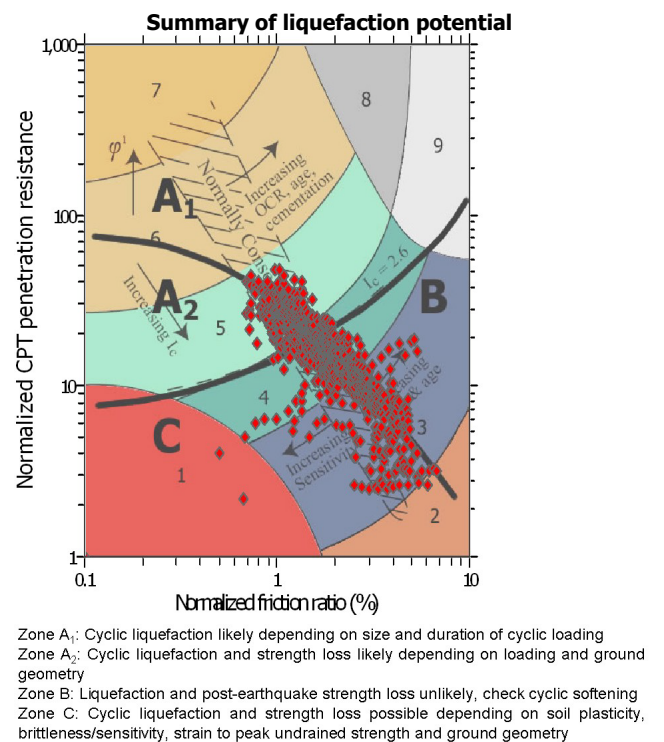 Summary of liquefaction potential
Normalized CPT penetration resistance
1,000
100
10
1
7
8
9
φ¹
Increasing
OCR, age,
cementation
Normally Cons
A1
6
A2
Increasing Ic
5
Ic = 2.6
B
4
asing
& age
3
C
Increasing
Sensitivity
1
2
0.1
1
10
Normalized friction ratio (%)
Zone A1: Cyclic liquefaction likely depending on size and duration of cyclic loading
Zone A2: Cyclic liquefaction and strength loss likely depending on loading and ground
geometry
Zone B: Liquefaction and post-earthquake strength loss unlikely, check cyclic softening
Zone C: Cyclic liquefaction and strength loss possible depending on soil plasticity,
brittleness/sensitivity, strain to peak undrained strength and ground geometry